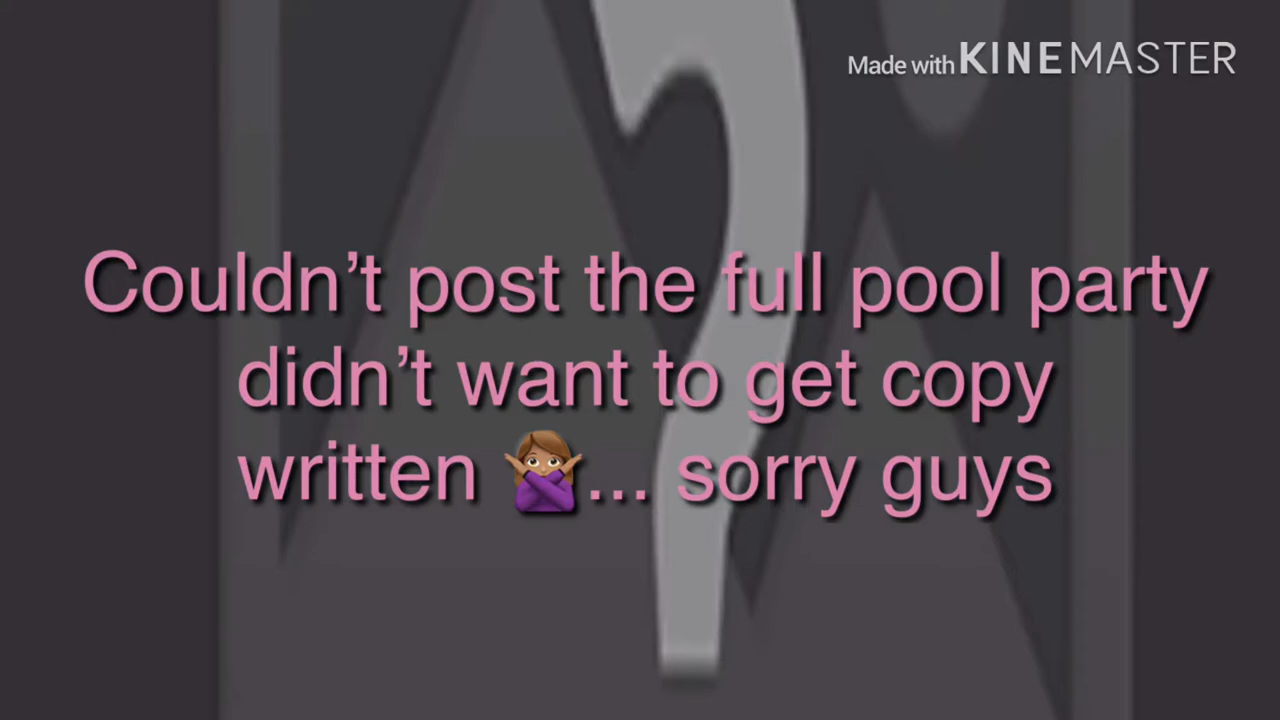 Made with KINEMASTER
Couldn’t post the full pool party
didn’t want to get copy
written 🙅🏽‍♀️... sorry guys